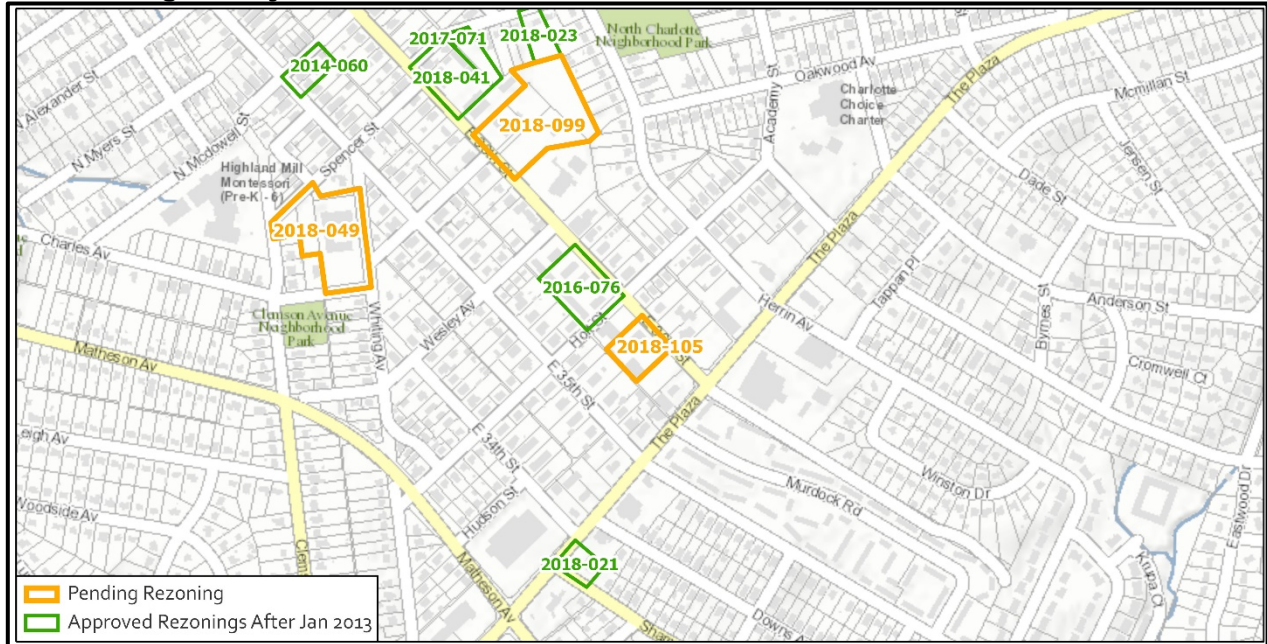 2017-071
2018-023
North Charlotte
Neighborhood Park
2014-060
2018-041
Oakwood Av
The Plaza
Mcmillan St
N Alexander St
N Myers St
N Mcdowell St
Spencer St
Academy St
Charlotte
Choice
Charter
Jensen St
2018-099
Highland Mill
Montessori
(Pre-K - 6)
Dade St
2018-049
Charles Av
The Plaza
Tappan Pl
2016-076
Clemson Avenue
Neighborhood
Park
Whiting Av
Wesley Av
Herrin Av
Byrnes St
Anderson St
Matheson Av
2018-105
Cromwell Ct
E 35th St
The Plaza
E 34th St
Winston Dr
Murdock Rd
Eastwood Dr
Woodside Av
Hudson St
2018-021
Matheson Av
Krupa Ct
Pending Rezoning
Approved Rezonings After Jan 2013